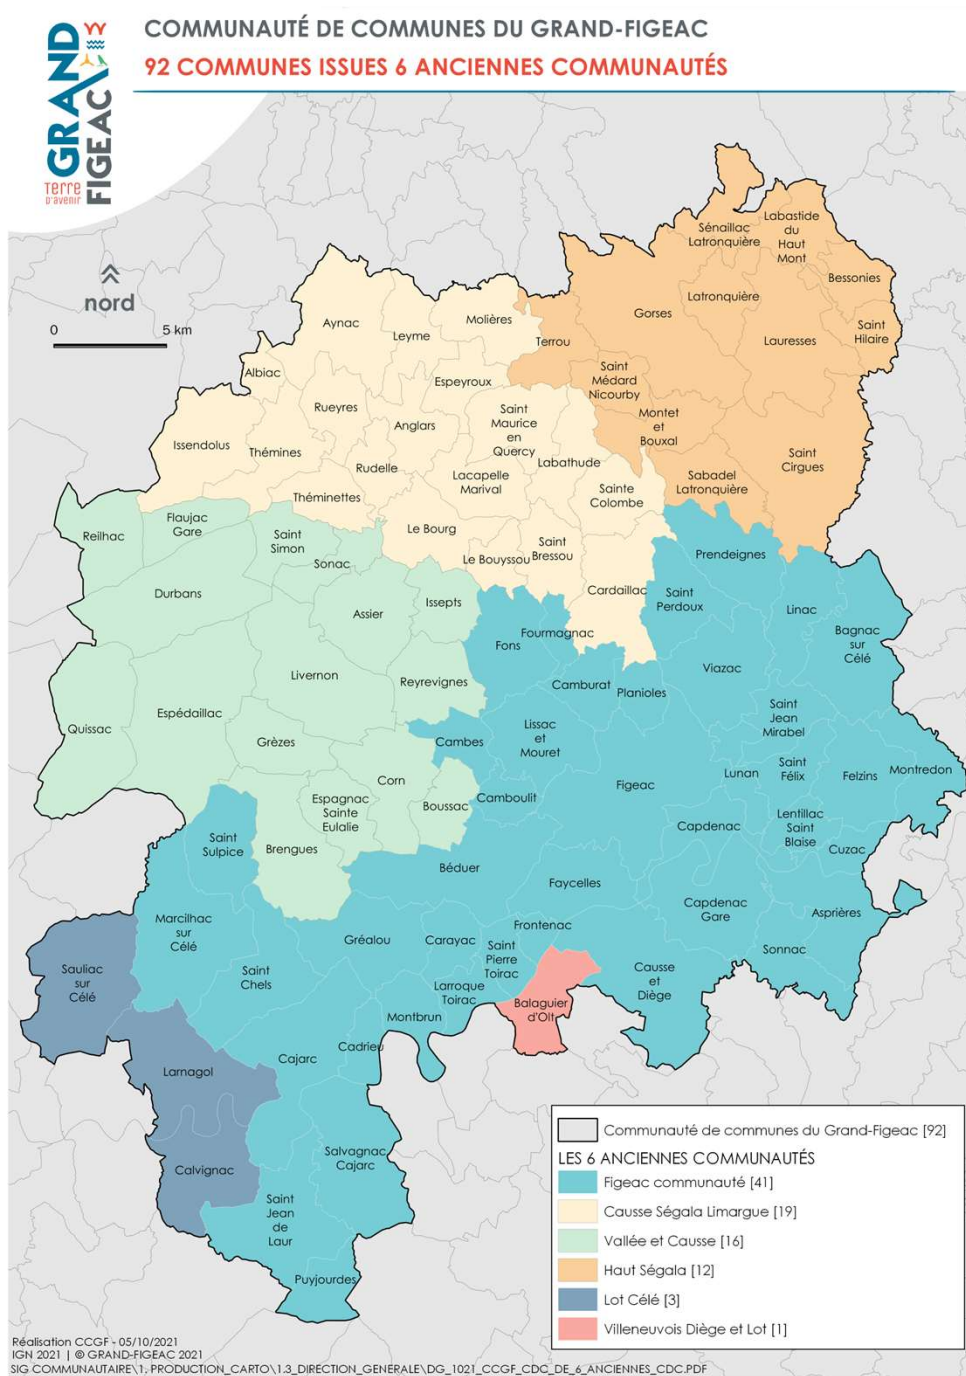 GRAND
FIGEAC
Terre
d'avenir
COMMUNAUTÉ DE COMMUNES DU GRAND-FIGEAC
92 COMMUNES ISSUES 6 ANCIENNES COMMUNAUTÉS
nord
0 5 km
Sénaillac
Latronquière
Labastide
du
Haut
Mont
Bessonies
Latronquière
Gorses
Saint
Hilaire
Lauresses
Terrou
Saint
Médard
Nicourby
Montet
et
Bouxal
Saint
Cirgues
Sabadel
Latronquière
Aynac
Leyme
Molières
Albiac
Espeyroux
Rueyres
Anglars
Saint
Maurice
en
Quercy
Issendolus
Thémines
Rudelle
Lacapelle
Marival
Labathude
Théminettes
Sainte
Colombe
Le Bourg
Le Bouyssou
Saint
Bressou
Cardaillac
Reilhac
Flaujac
Gare
Saint
Simon
Sonac
Durbans
Assier
Issepts
Livernon
Reyrevignes
Quissac
Espédaillac
Grèzes
Corn
Espagnac
Sainte
Eulalie
Boussac
Brengues
Prendeignes
Saint
Perdoux
Linac
Bagnac
sur
Célé
Fons
Fourmagnac
Viazac
Camburat
Planioles
Saint
Jean
Mirabel
Cambes
Lissac
et
Mouret
Saint
Félix
Lunan
Felzins
Montredon
Figeac
Camboulit
Capdenac
Lentillac
Saint
Blaise
Cuzac
Saint
Sulpice
Béduer
Faycelles
Capdenac
Gare
Asprières
Marcilhac
sur
Célé
Gréalou
Carayac
Frontenac
Saint
Pierre
Toirac
Sonnac
Saint
Chels
Larroque
Toirac
Causse
et
Diège
Sauliac
sur
Célé
Balaguier
d'Olt
Montbrun
Cadrieu
Cajarc
Larnagol
Salvagnac
Cajarc
Calvignac
Saint
Jean
de
Laur
Puyjourdes
Communauté de communes du Grand-Figeac [92]
LES 6 ANCIENNES COMMUNAUTÉS
Figeac communauté [41]
Causse Ségala Limargue [19]
Vallée et Causse [16]
Haut Ségala [12]
Lot Célé [3]
Villeneuvois Diège et Lot [1]
Réalisation CCGF - 05/10/2021
IGN 2021 | © GRAND-FIGEAC 2021
SIG COMMUNAUTAIRE\1. PRODUCTION_CARTO\1.3_DIRECTION_GENERALE\DG_1021_CCGF_CDC_DE_6_ANCIENNES_CDC.PDF